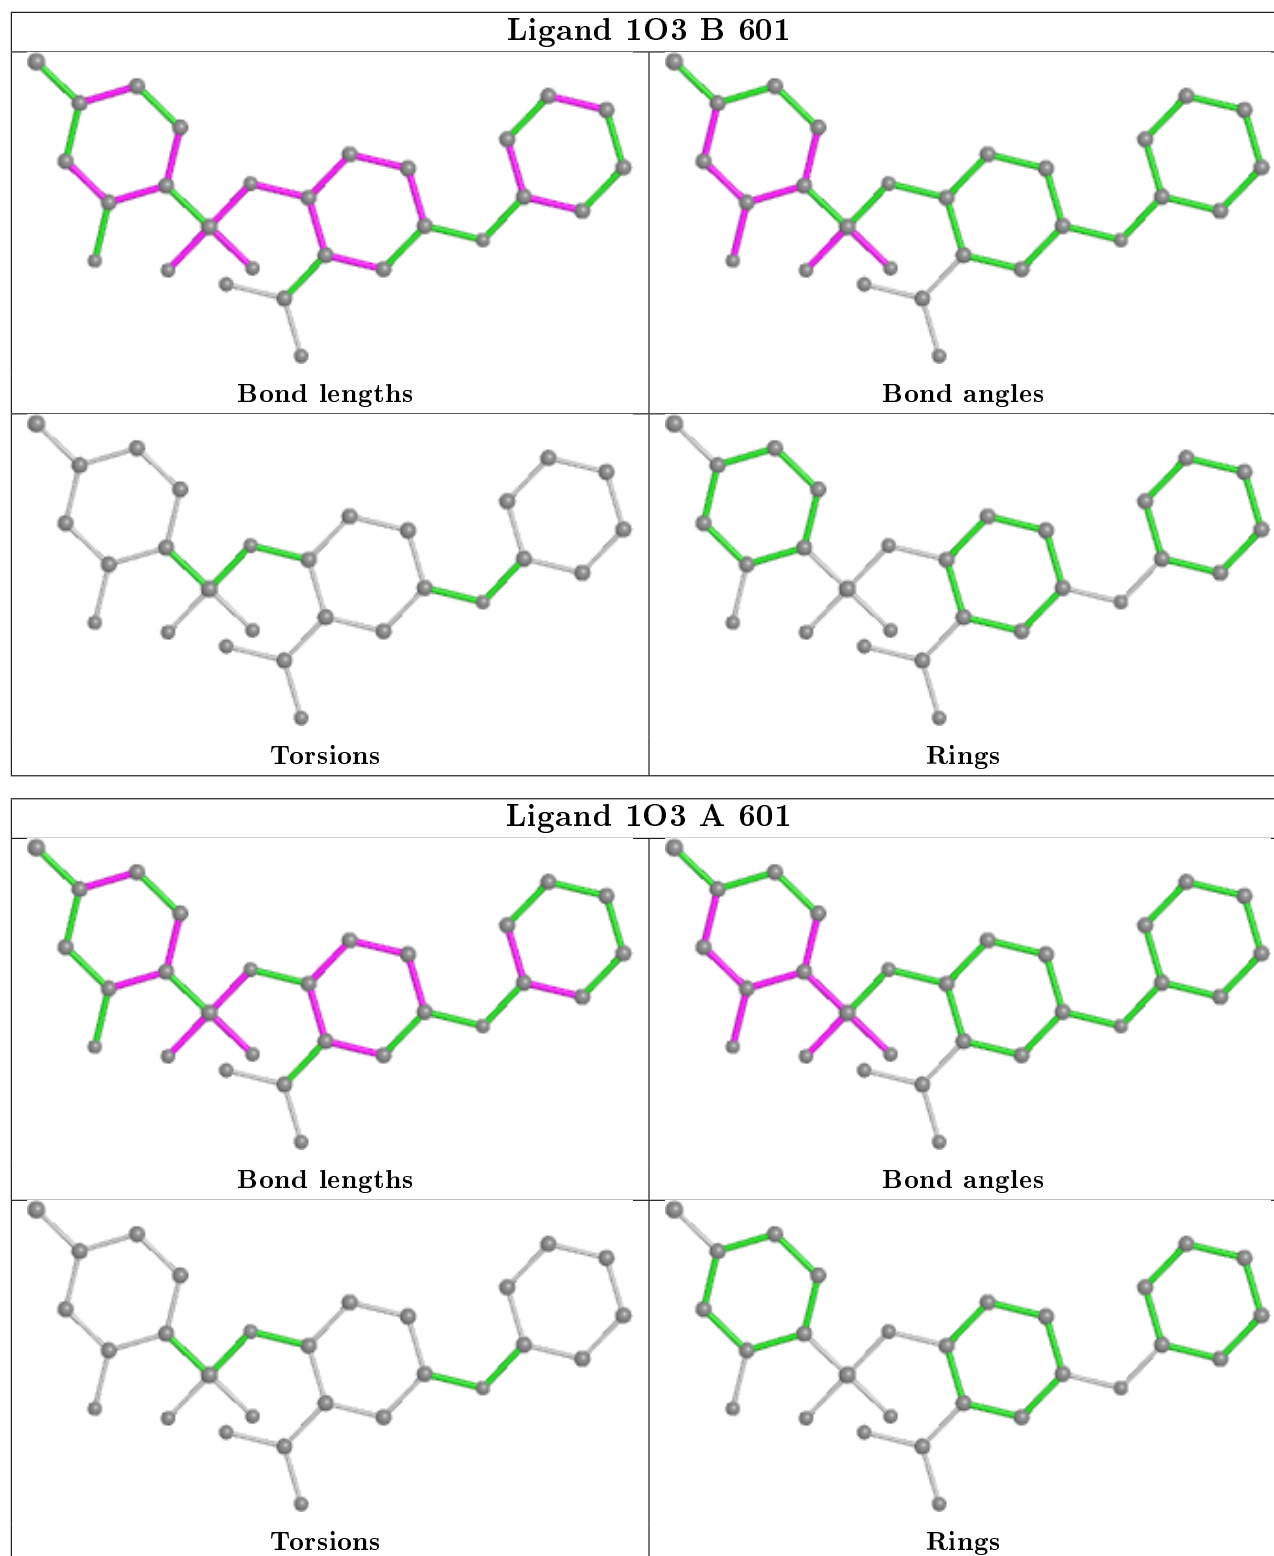 Ligand 1O3 B 601
Bond lengths
Bond angles
Torsions
Rings
Ligand 1O3 A 601
Bond lengths
Bond angles
Torsions
Rings